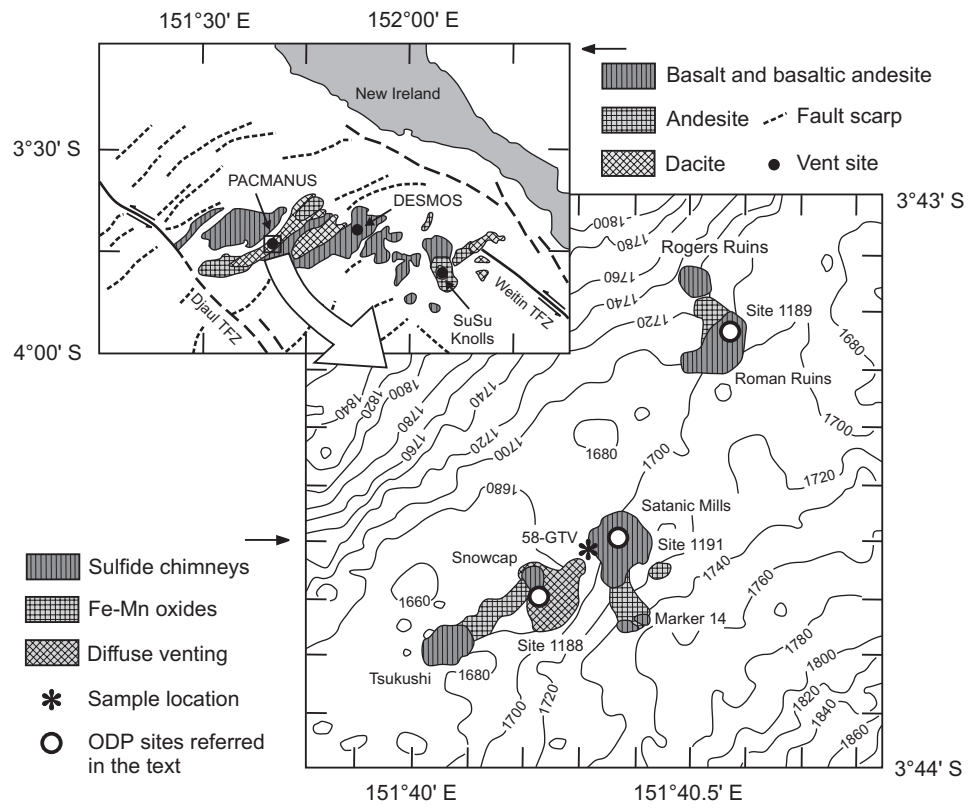 151°30' E
152°00' E
3°30' S
4°00' S
New Ireland
PACMANUS
DESMOS
SuSu
Knolls
Djaul TFZ
Weitin TFZ
Basalt and basaltic andesite
Andesite
Fault scarp
Dacite
Vent site
3°43' S
1800
1780
1760
1740
1720
Rogers Ruins
Site 1189
Roman Ruins
1680
1700
1840
1820
1800
1780
1760
1740
1720
1700
1680
1680
1700
1720
Satanic Mills
58-GTV
Site 1191
Snowcap
1740
1760
1660
Marker 14
Site 1188
Tsukushi
1680
1700
1720
1780
1800
1820
1840
1860
Sulfide chimneys
Fe-Mn oxides
Diffuse venting
Sample location
ODP sites referred
in the text
3°44' S
151°40' E
151°40.5' E